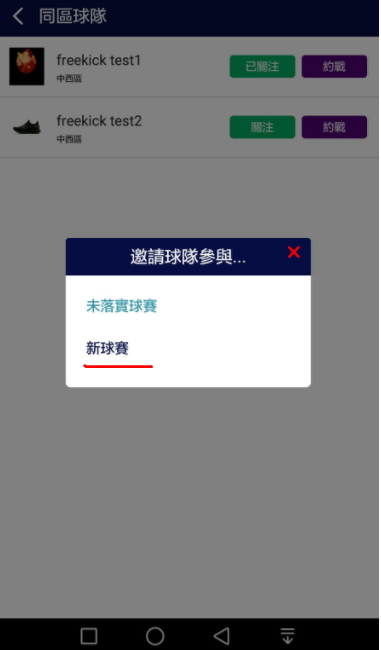 同區球隊
freekick test1
中西區
已關注
約戰
freekick test2
中西區
關注
約戰
邀請球隊參與...
未落實球賽
新球賽